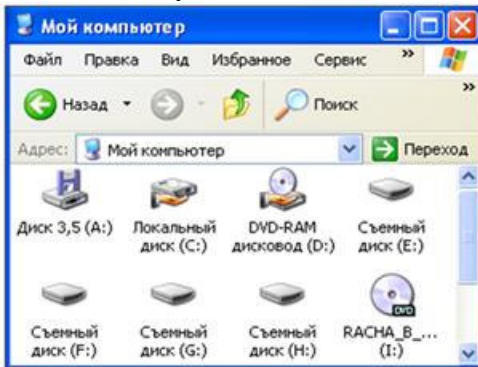 Мой компьютер
Файл Правка Вид Избранное Сервис »
Назад Поиск »
Адрес: Мой компьютер Переход
Диск 3,5 (A:) Локальный диск (C:) DVD-RAM дисковод (D:) Съемный диск (E:)
Съемный диск (F:) Съемный диск (G:) Съемный диск (H:) DVD RACHA_B_... (I:)